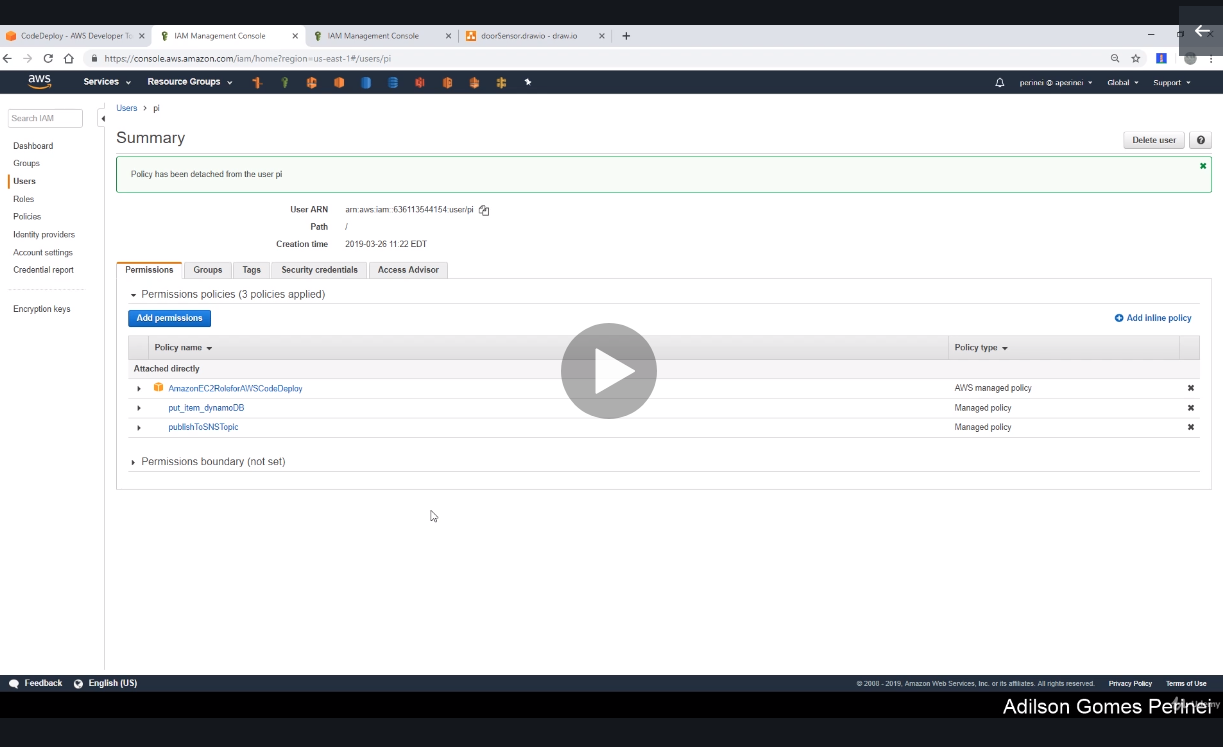 CodeDeploy - AWS Developer To
IAM Management Console
IAM Management Console
doorSensor.drawio - draw.io
https://console.aws.amazon.com/iam/home?region=us-east-1#/users/pi
aws
Services
Resource Groups
perinei @ aperinei
Global
Support
Search IAM
Dashboard
Groups
Users
Roles
Policies
Identity providers
Account settings
Credential report
Encryption keys
Users > pi
Summary
Delete user
Policy has been detached from the user pi
User ARN arn:aws:iam::636113544154:user/pi
Path /
Creation time 2019-03-26 11:22 EDT
Permissions
Groups
Tags
Security credentials
Access Advisor
Permissions policies (3 policies applied)
Add permissions
Add inline policy
Policy name
Policy type
Attached directly
AmazonEC2RoleforAWSCodeDeploy AWS managed policy
put_item_dynamoDB Managed policy
publishToSNSTopic Managed policy
Permissions boundary (not set)
Feedback
English (US)
© 2008 - 2019, Amazon Web Services, Inc. or its affiliates. All rights reserved.
Privacy Policy
Terms of Use
Adilson Gomes Perinei